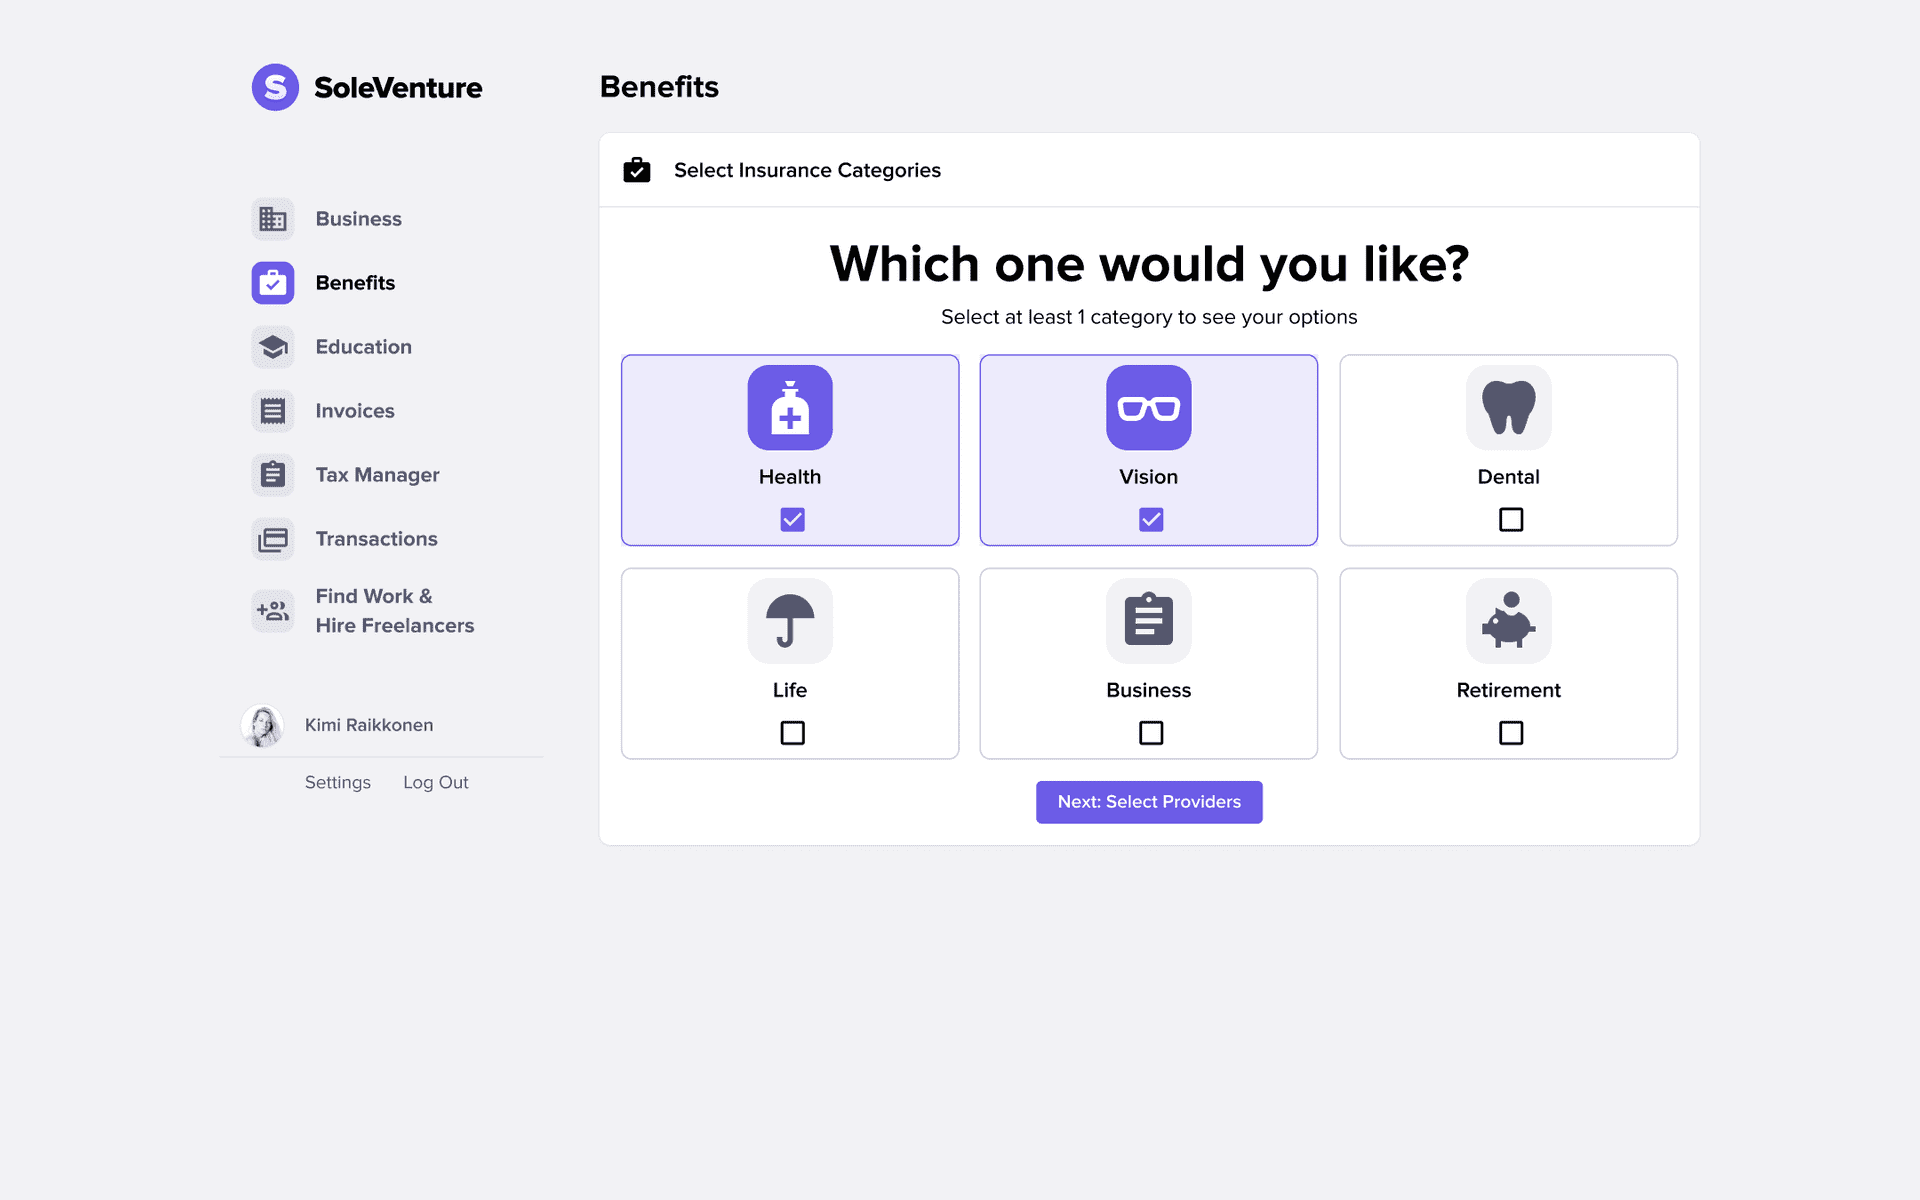 SoleVenture
Business
Benefits
Education
Invoices
Tax Manager
Transactions
Find Work &
Hire Freelancers
Kimi Raikkonen
Settings
Log Out
Benefits
Select Insurance Categories
Which one would you like?
Select at least 1 category to see your options
Health
Vision
Dental
Life
Business
Retirement
Next: Select Providers